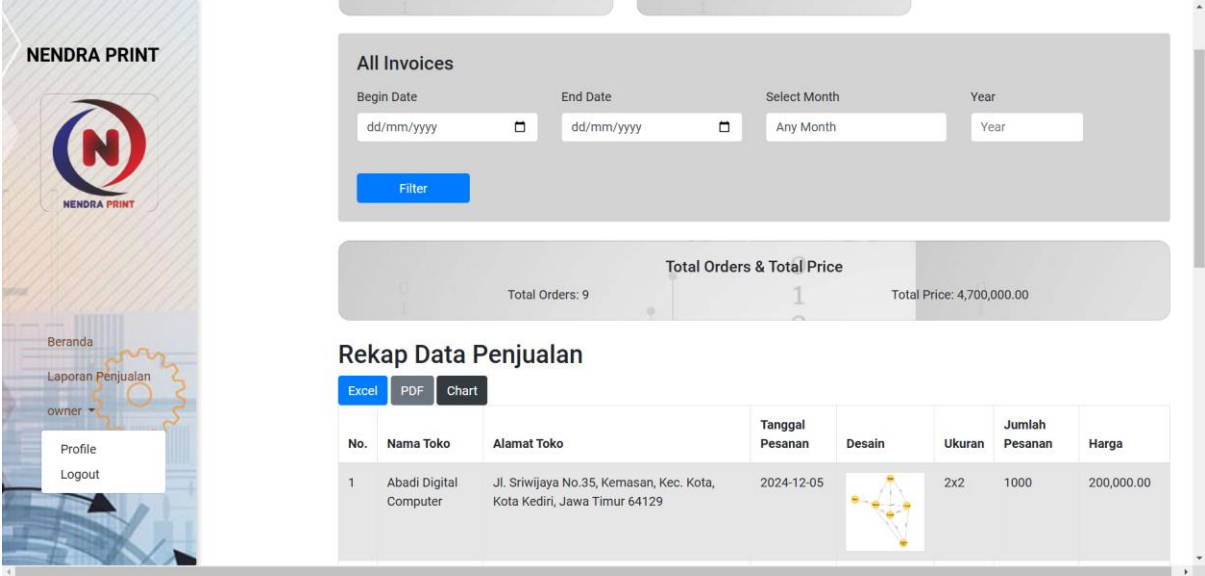 NENDRA PRINT
N
NENDRA PRINT
Beranda
Laporan Penjualan
owner
Profile
Logout
All Invoices
Begin Date End Date Select Month Year
dd/mm/yyyy dd/mm/yyyy Any Month Year
Filter
Total Orders & Total Price
Total Orders: 9 Total Price: 4,700,000.00
Rekap Data Penjualan
Excel PDF Chart
No. Nama Toko Alamat Toko Tanggal Pesanan Desain Ukuran Jumlah Pesanan Harga
1 Abadi Digital Computer Jl. Sriwijaya No.35, Kemasan, Kec. Kota, Kota Kediri, Jawa Timur 64129 2024-12-05 2x2 1000 200,000.00